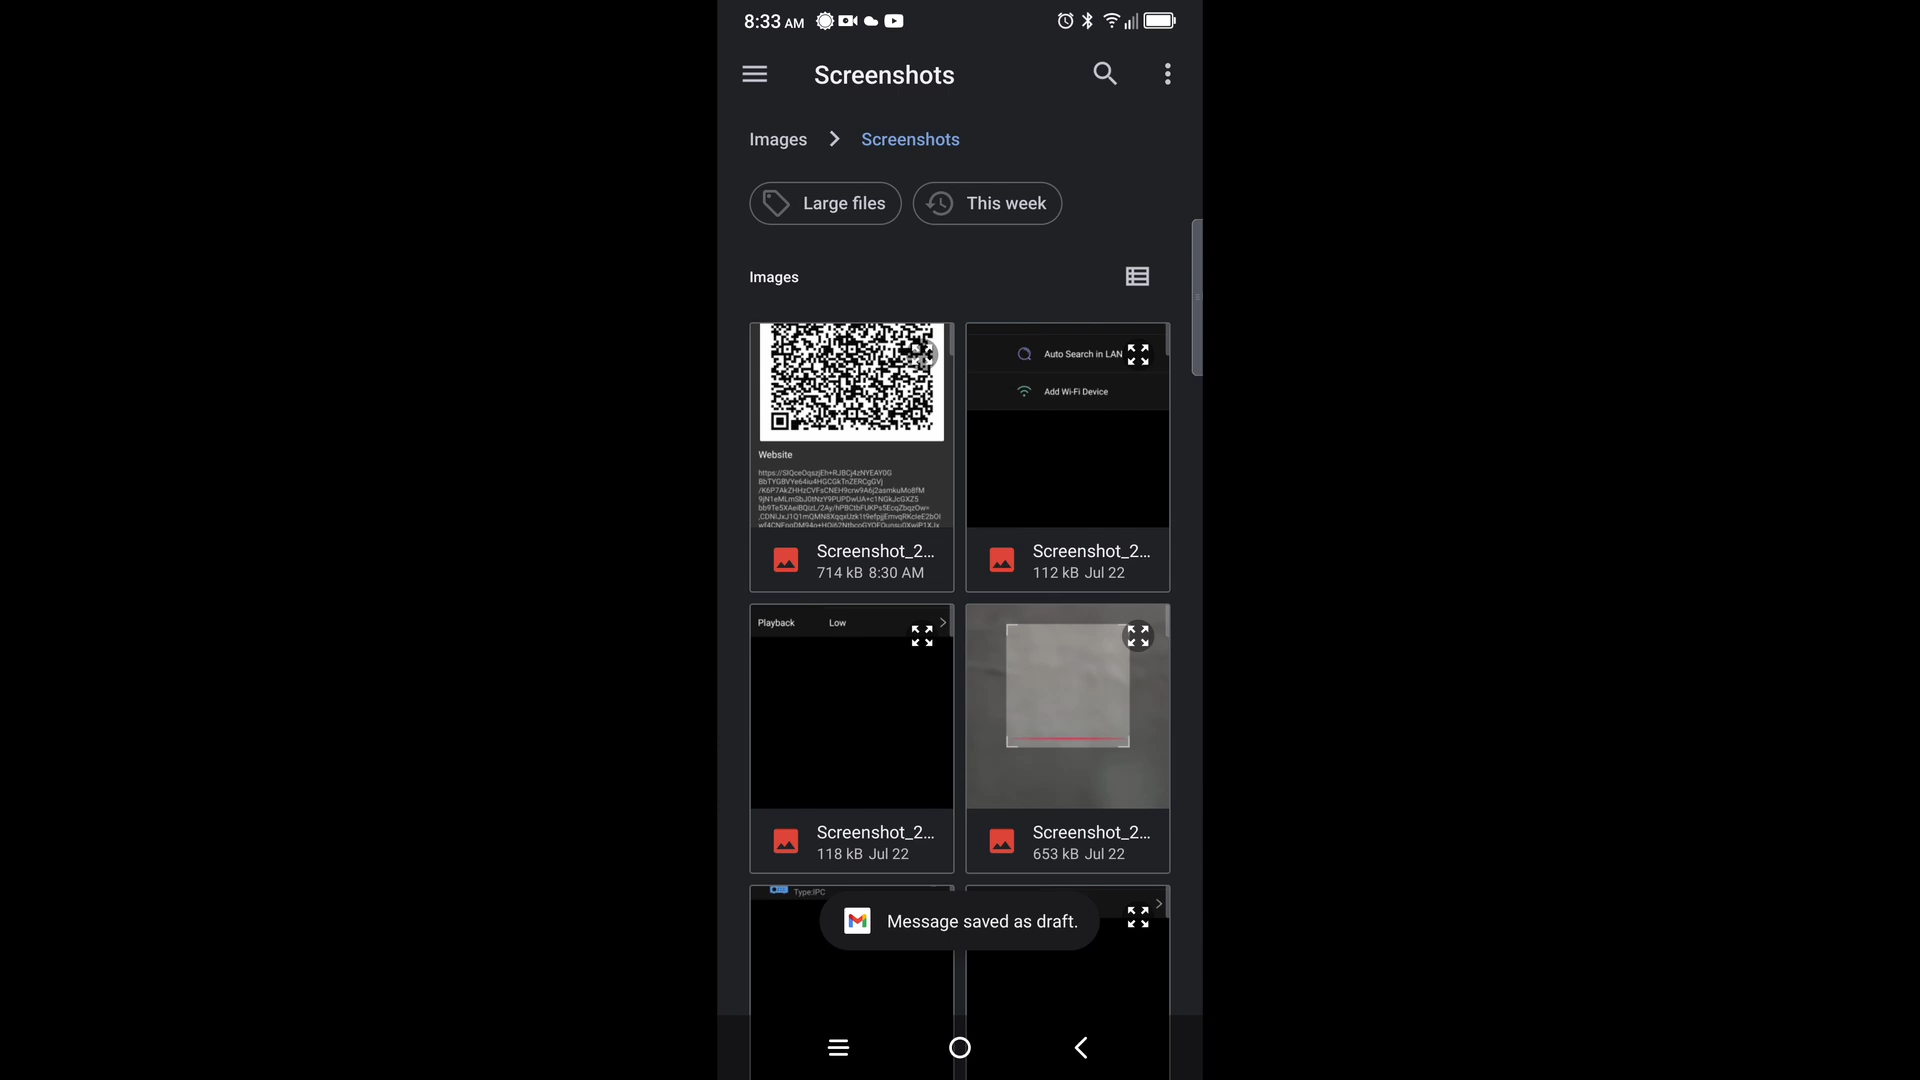 8:33 AM
Screenshots
Images
Screenshots
Large files
This week
Images
Website
Auto Search in LAN
Add Wi-Fi Device
Screenshot_2...
714 kB 8:30 AM
Screenshot_2...
112 kB Jul 22
Playback
Low
Screenshot_2...
118 kB Jul 22
Screenshot_2...
653 kB Jul 22
Type:IPC
Message saved as draft.